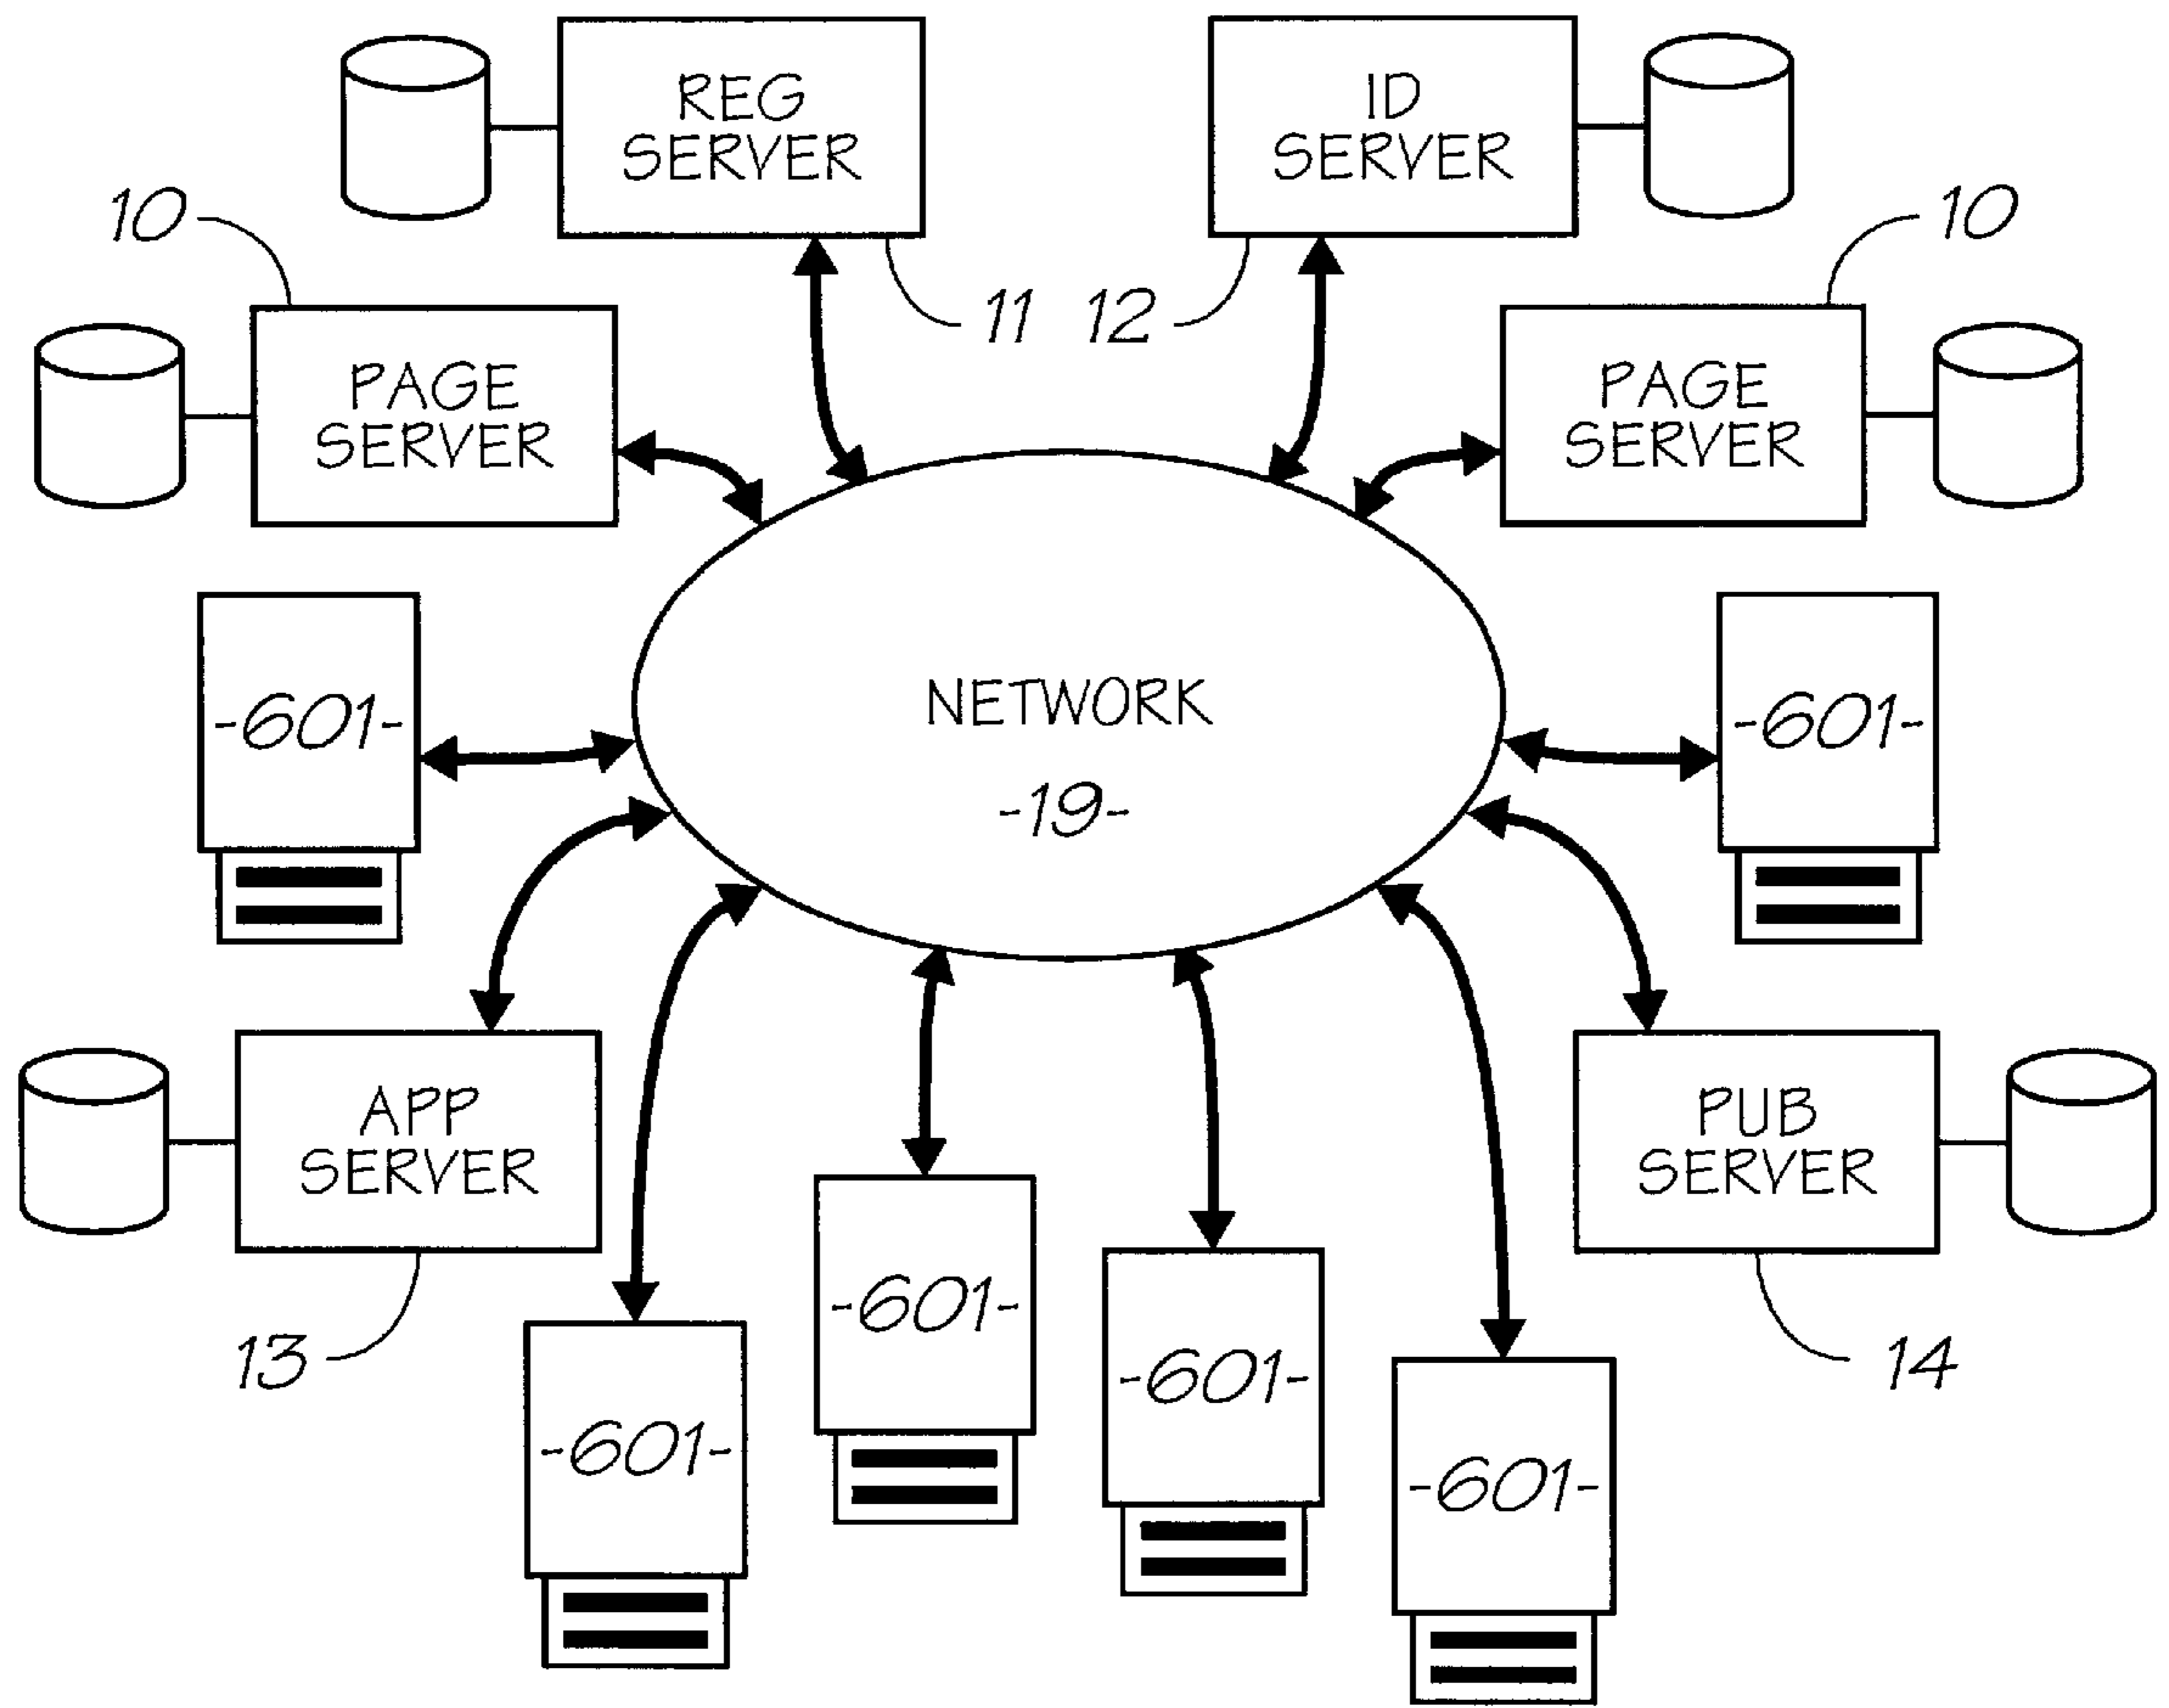 REG
SERVER
ID
SERVER
10
10
11
12
PAGE
SERVER
PAGE
SERVER
-601-
NETWORK
-19-
-601-
APP
SERVER
PUB
SERVER
13
-601-
-601-
-601-
-601-
14